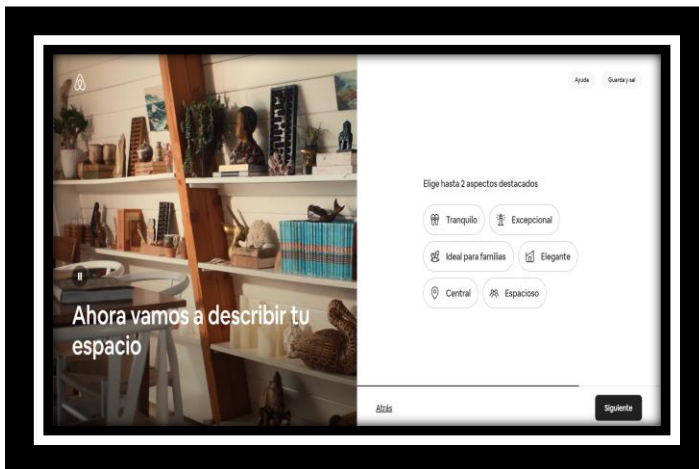 Ayuda Guarda y sal
Ahora vamos a describir tu
espacio
Elige hasta 2 aspectos destacados
Tranquilo Excepcional
Ideal para familias Elegante
Central Espacioso
Atrás Siguiente